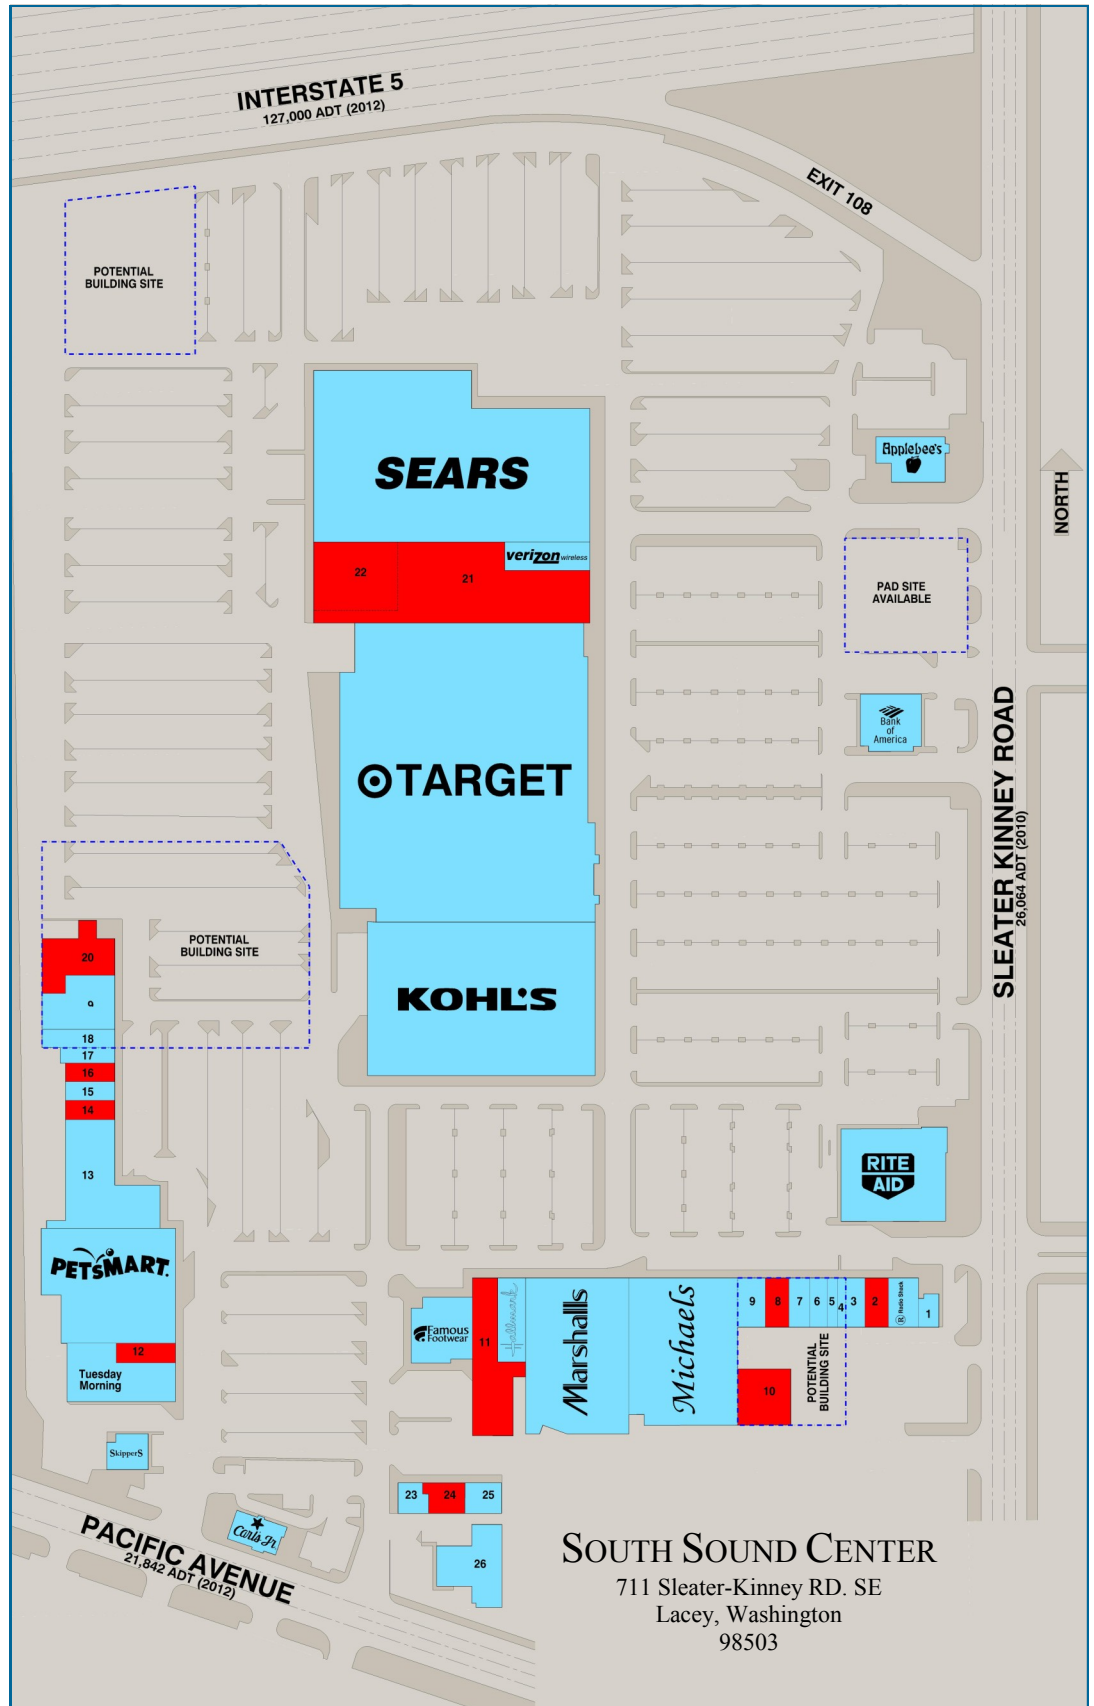 INTERSTATE 5
127,000 ADT (2012)
EXIT 108
POTENTIAL
BUILDING SITE
SEARS
Applebee's
NORTH
verizon wireless
22
21
PAD SITE
AVAILABLE
Bank
of
America
TARGET
SLEATER KINNEY ROAD
26,064 ADT (2010)
POTENTIAL
BUILDING SITE
20
9
KOHL'S
18
17
16
15
14
13
RITE
AID
PETSMART.
Famous
Footwear
11
Hallmark
Marshalls
Michaels
9
8
7
6
5
4
3
2
R Radio Shack
1
10
POTENTIAL
BUILDING SITE
12
Tuesday
Morning
SkipperS
23
24
25
Carls Jr.
26
PACIFIC AVENUE
21,842 ADT (2012)
SOUTH SOUND CENTER
711 Sleater-Kinney RD. SE
Lacey, Washington
98503